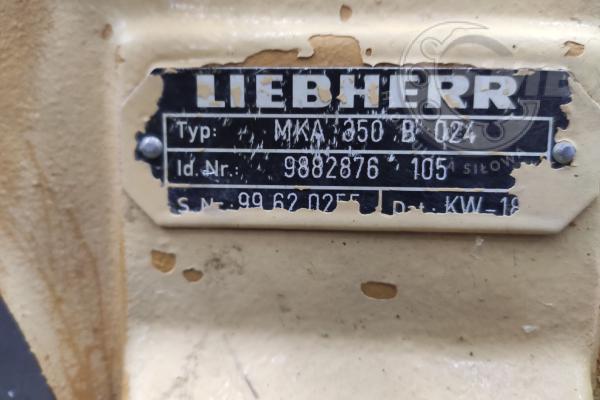 LIEBHERR
Typ: MKA 350 B 024
Id. Nr.: 9882876 105
S. Nr. 99 62 0255 Dat.: KW-18